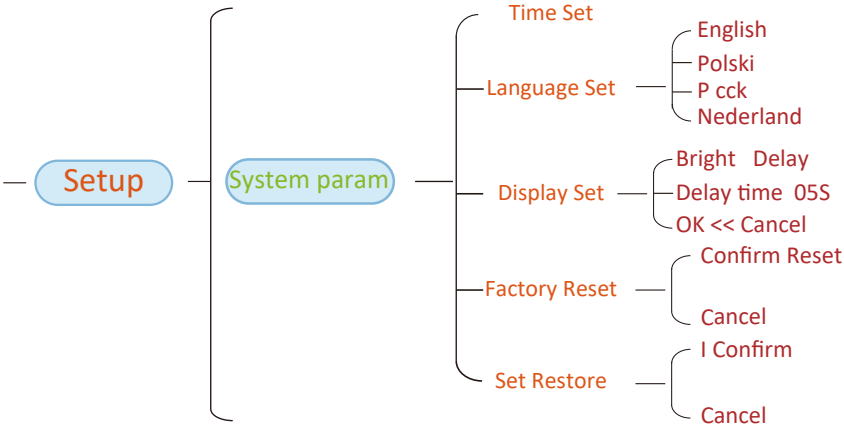 Setup
System param
Time Set
Language Set
English
Polski
P cck
Nederland
Display Set
Bright Delay
Delay time 05S
OK << Cancel
Factory Reset
Confirm Reset
Cancel
Set Restore
I Confirm
Cancel